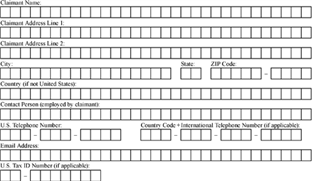 Claimant Name:
Claimant Address Line 1:
Claimant Address Line 2:
City: State: ZIP Code
Country (if not United States):
Contact Person (employed by claimant):
U.S. Telephone Number: Country Code + International Telephone Number (if applicable)
Email Address:
U.S. Tax ID Number (if applicable):